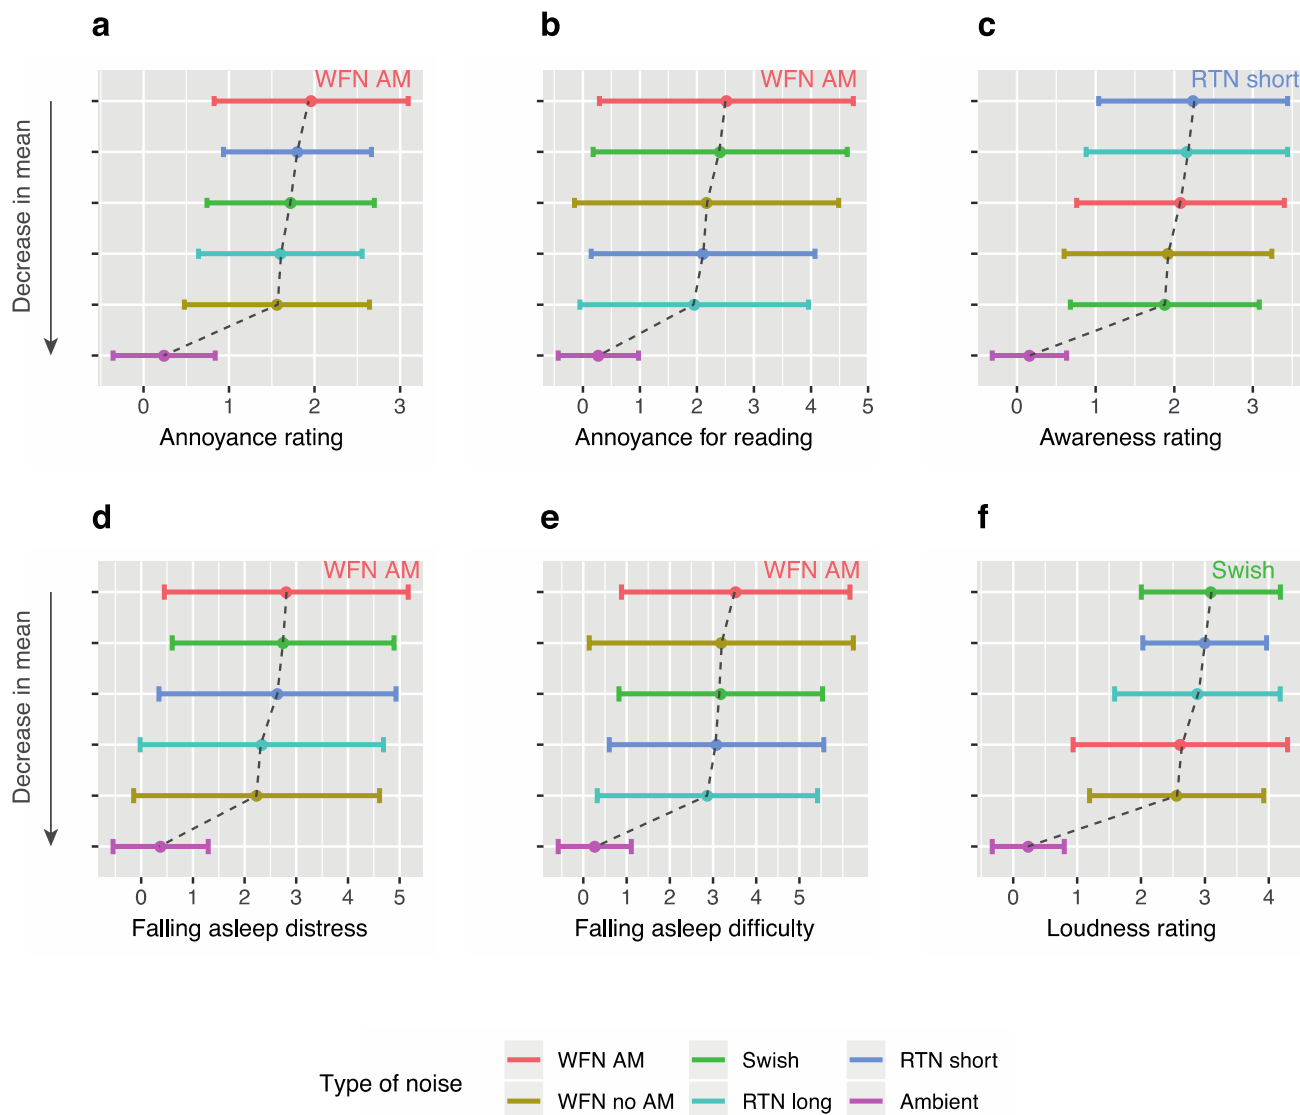 a
b
c
WFN AM
WFN AM
RTN short
Decrease in mean
0 1 2 3
0 1 2 3 4 5
0 1 2 3
Annoyance rating
Annoyance for reading
Awareness rating
d
e
f
WFN AM
WFN AM
Swish
Decrease in mean
0 1 2 3 4 5
0 1 2 3 4 5
0 1 2 3 4
Falling asleep distress
Falling asleep difficulty
Loudness rating
Type of noise
WFN AM
Swish
RTN short
WFN no AM
RTN long
Ambient